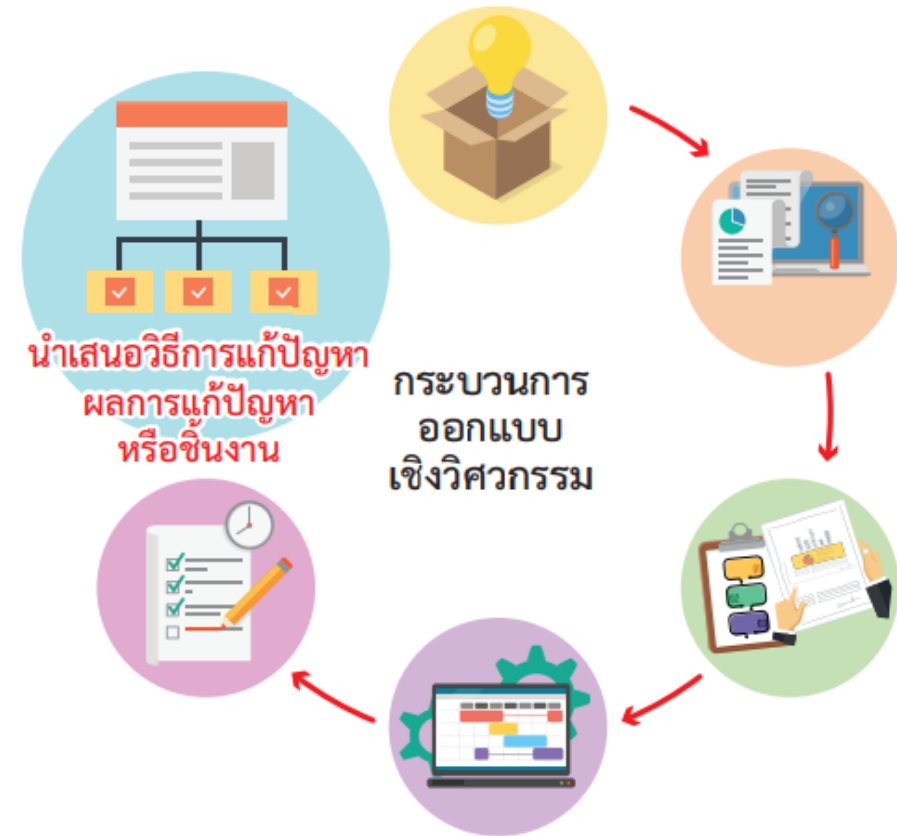 นำเสนอวิธีการแก้ปัญหา
ผลการแก้ปัญหา
หรือชิ้นงาน
กระบวนการ
ออกแบบ
เชิงวิศวกรรม